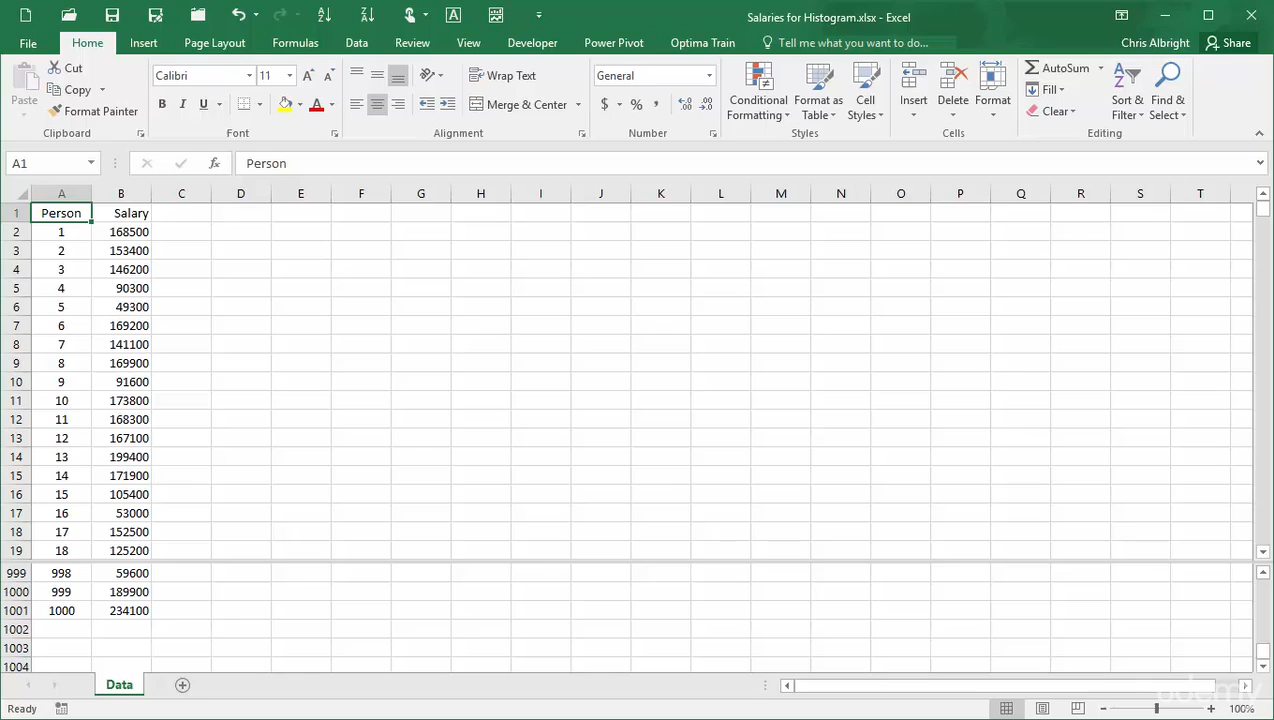 Salaries for Histogram.xlsx - Excel
File Home Insert Page Layout Formulas Data Review View Developer Power Pivot Optima Train Tell me what you want to do... Chris Albright Share
Cut
Copy
Format Painter
Paste
Clipboard
Calibri 11
B I U
Font
Wrap Text
Merge & Center
Alignment
General
$ % ,
Number
Conditional Formatting
Format as Table
Cell Styles
Styles
Insert Delete Format
Cells
AutoSum
Fill
Clear
Sort & Filter
Find & Select
Editing
A1 fx Person
A B C D E F G H I J K L M N O P Q R S T
1 Person Salary
2 1 168500
3 2 153400
4 3 146200
5 4 90300
6 5 49300
7 6 169200
8 7 141100
9 8 169900
10 9 91600
11 10 173800
12 11 168300
13 12 167100
14 13 199400
15 14 171900
16 15 105400
17 16 53000
18 17 152500
19 18 125200
999 998 59600
1000 999 189900
1001 1000 234100
1002
1003
1004
Data
Ready 100%